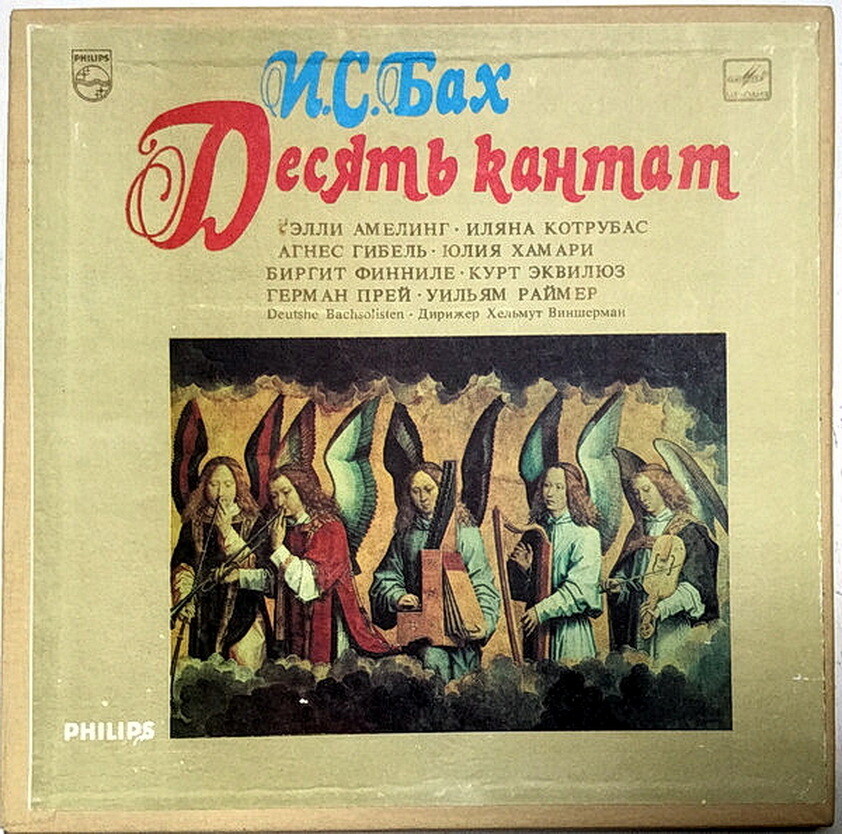 PHILIPS
И.С.Бах
Десять кантат
ЭЛЛИ АМЕЛИНГ · ИЛЯНА КОТРУБАС
АГНЕС ГИБЕЛЬ · ЮЛИЯ ХАМАРИ
БИРГИТ ФИННИЛЕ · КУРТ ЭКВИЛЮЗ
ГЕРМАН ПРЕЙ · УИЛЬЯМ РАЙМЕР
Deutshe Bachsolisten · Дирижер Хельмут Виншерман
PHILIPS